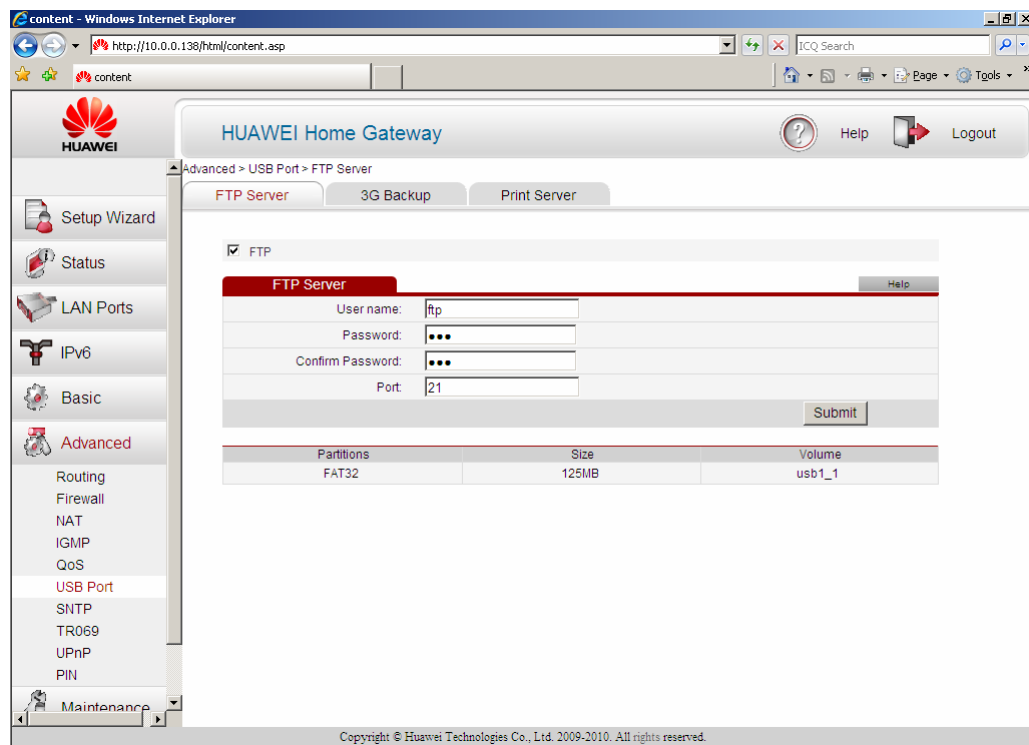 content - Windows Internet Explorer
http://10.0.0.138/html/content.asp
ICQ Search
content
Page
Tools
»
HUAWEI
HUAWEI Home Gateway
Help
Logout
Advanced > USB Port > FTP Server
FTP Server
3G Backup
Print Server
Setup Wizard
Status
LAN Ports
IPv6
Basic
Advanced
Routing
Firewall
NAT
IGMP
QoS
USB Port
SNTP
TR069
UPnP
PIN
Maintenance
FTP
FTP Server
Help
User name: ftp
Password: •••
Confirm Password: •••
Port: 21
Submit
Partitions Size Volume
FAT32 125MB usb1_1
Copyright © Huawei Technologies Co., Ltd. 2009-2010. All rights reserved.